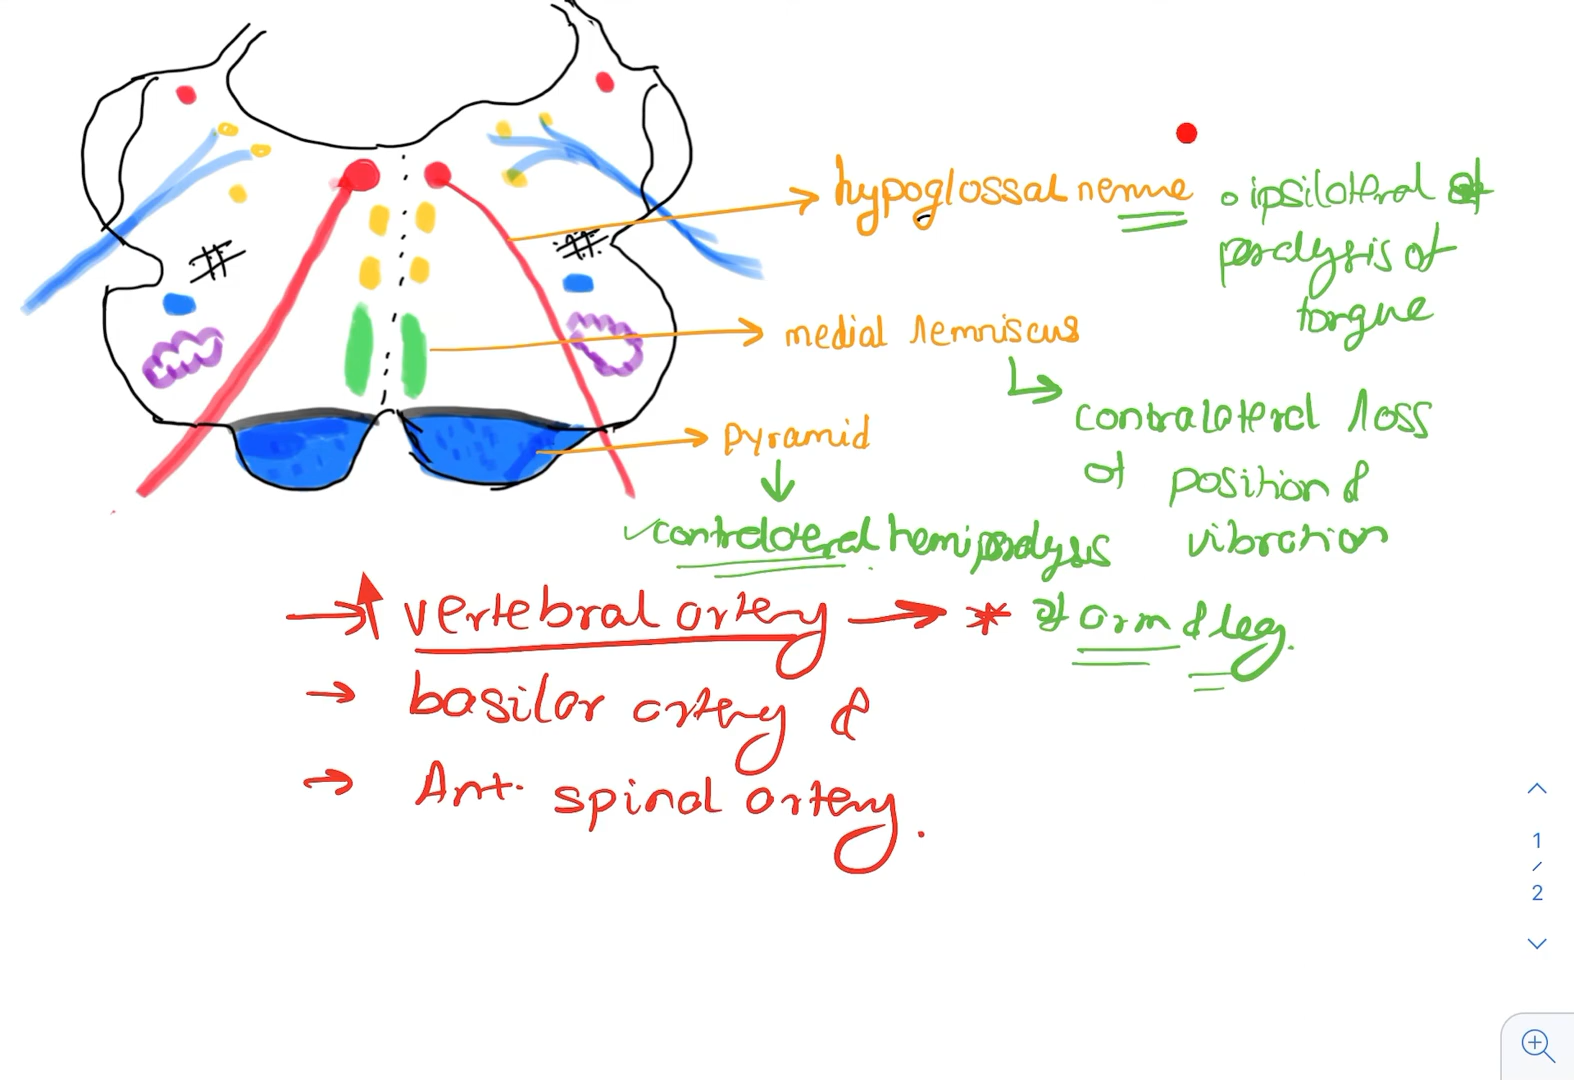 hypoglossal nerve
◦ ipsilateral
paralysis of
tongue
medial lemniscus
contralateral loss
of position &
vibration
pyramid
✓contralateral hemiparalysis
of arm & leg.
→ vertebral artery → *
→ basilar artery &
→ Ant. spinal artery.
1
/
2